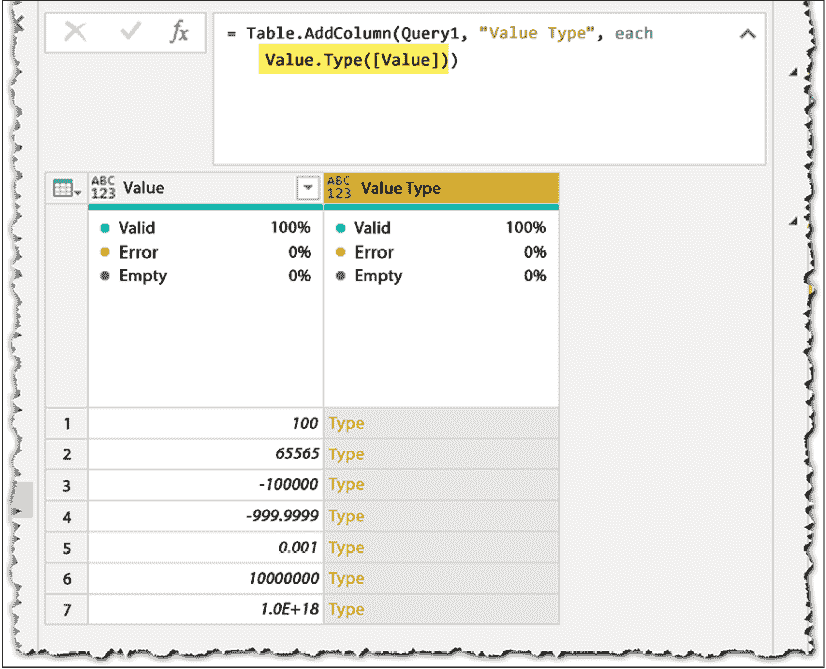 fx
= Table.AddColumn(Query1, "Value Type", each
Value.Type([Value]))
ABC
123 Value
ABC
123 Value Type
Valid 100%
Error 0%
Empty 0%
Valid 100%
Error 0%
Empty 0%
1 100 Type
2 65565 Type
3 -100000 Type
4 -999.9999 Type
5 0.001 Type
6 10000000 Type
7 1.0E+18 Type